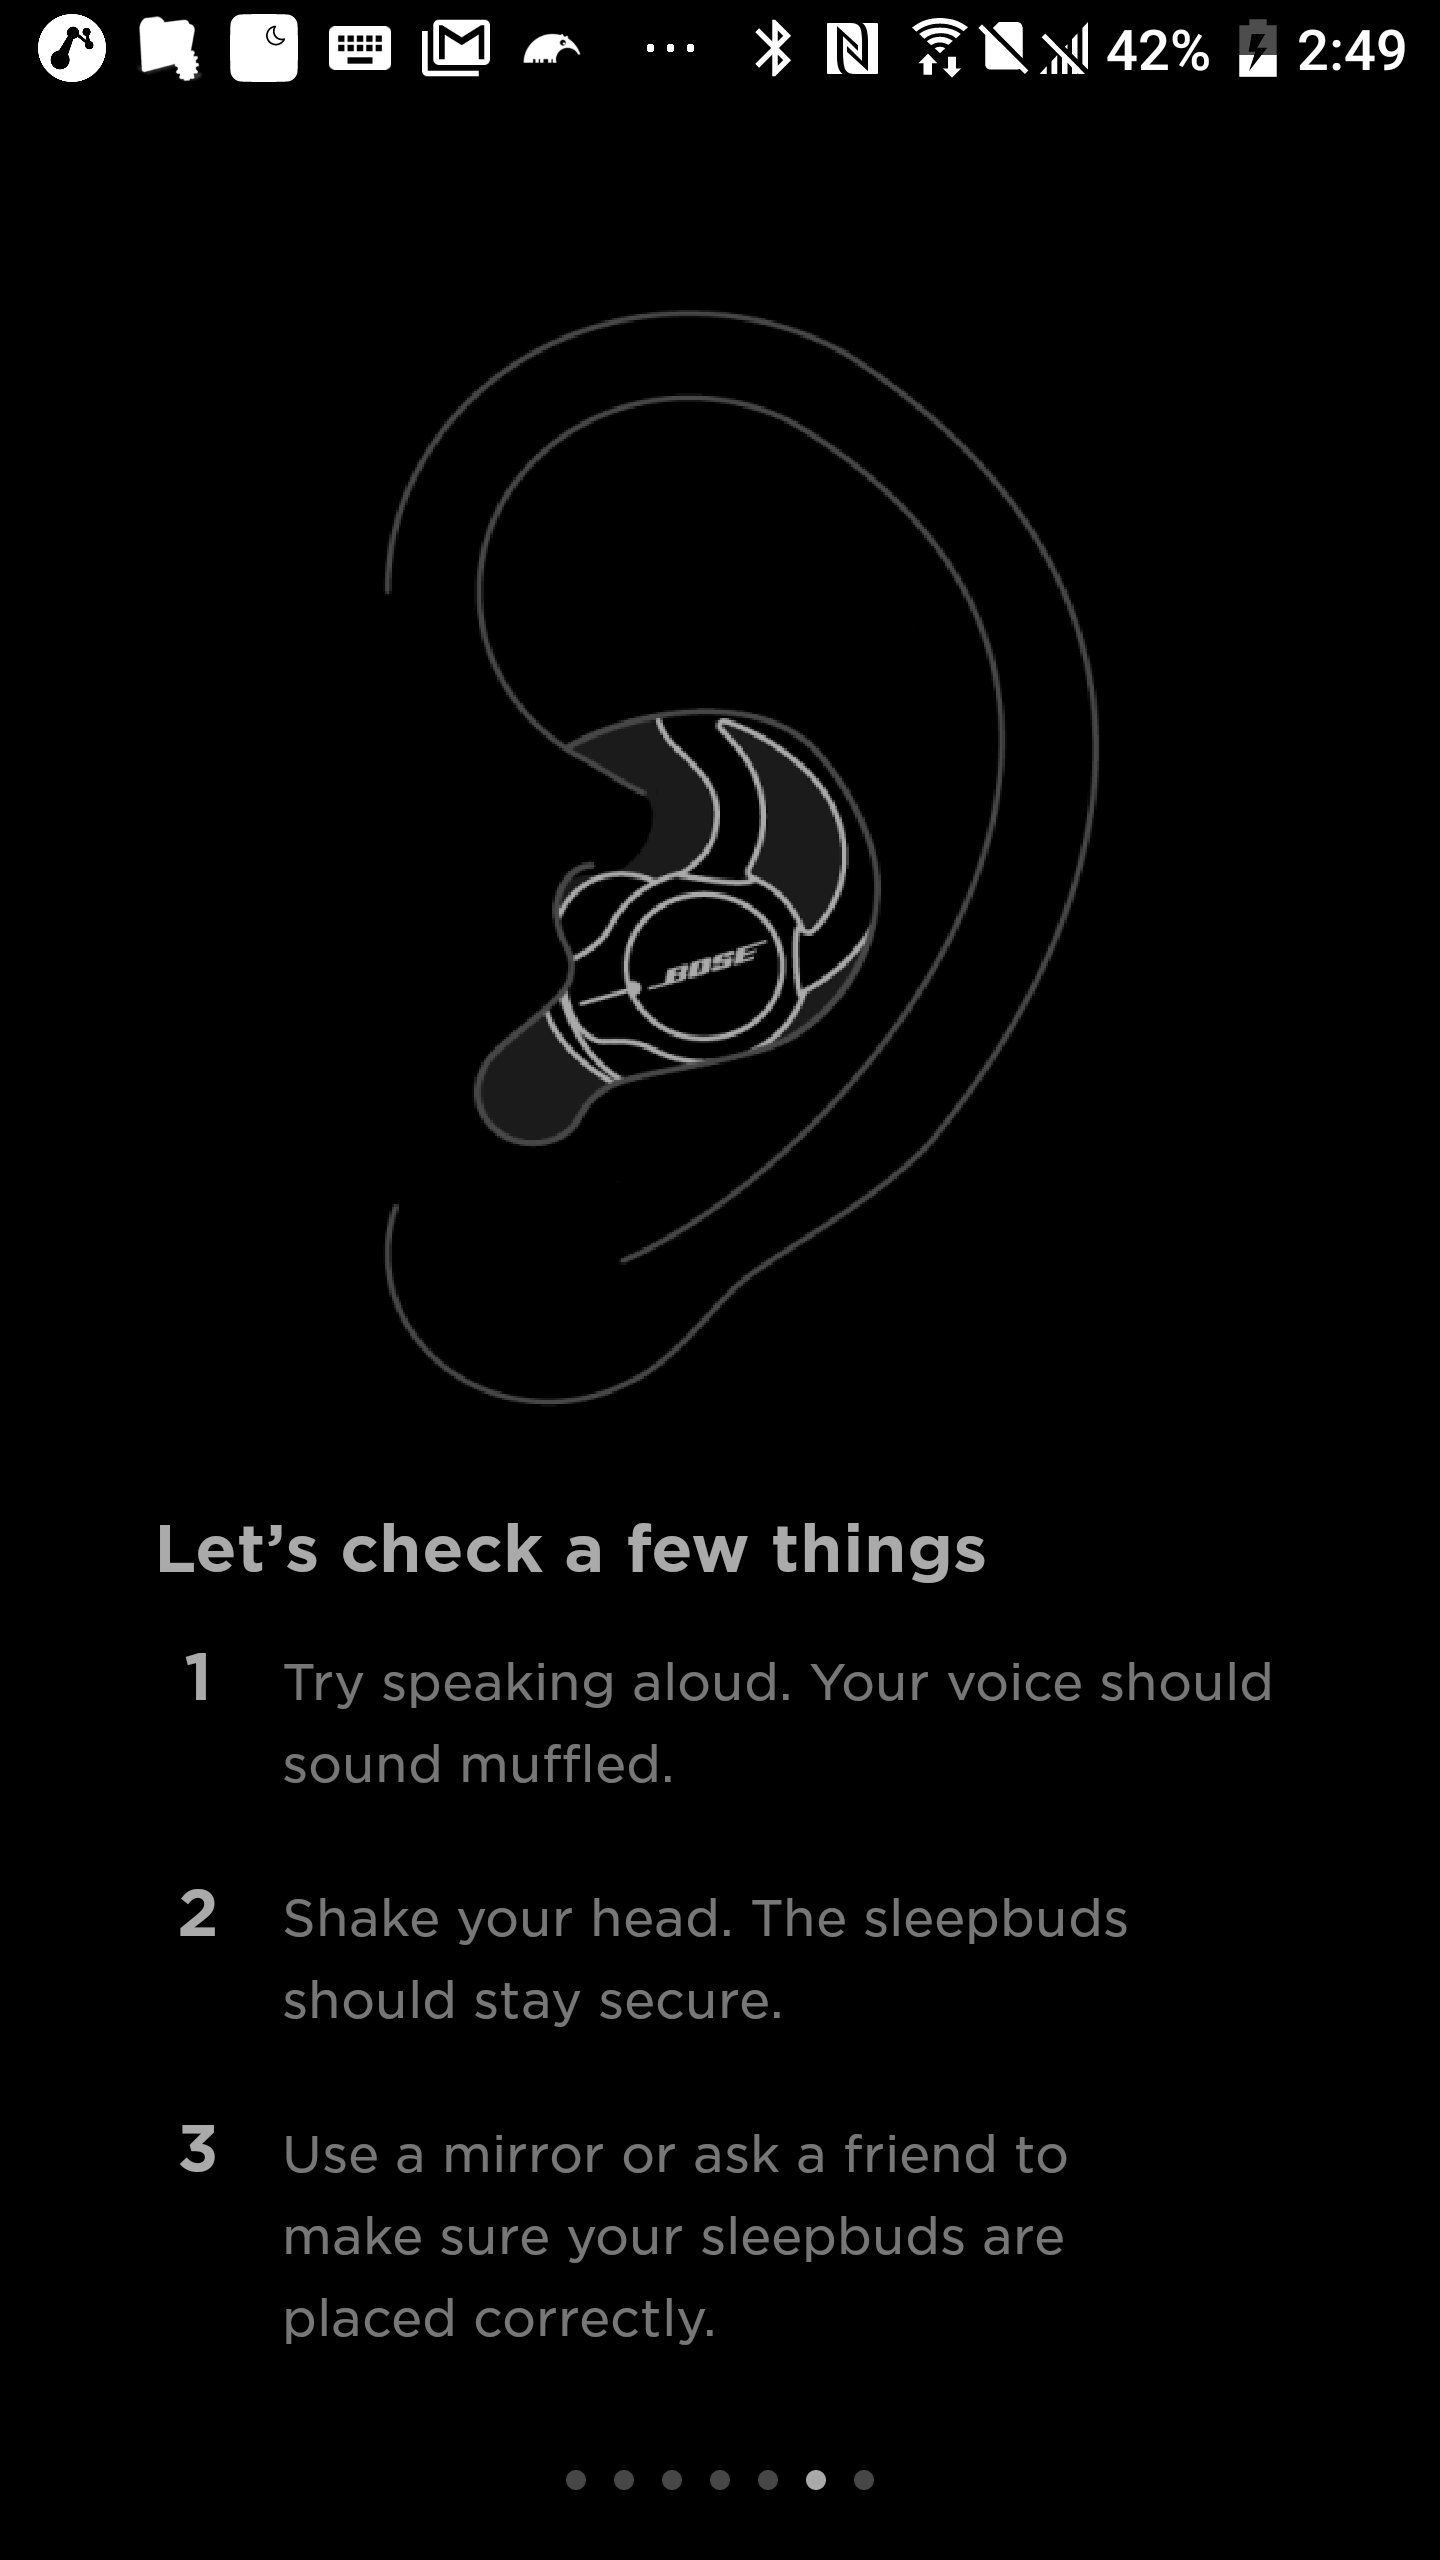 42% 2:49
BOSE
Let’s check a few things
1 Try speaking aloud. Your voice should
sound muffled.
2 Shake your head. The sleepbuds
should stay secure.
3 Use a mirror or ask a friend to
make sure your sleepbuds are
placed correctly.